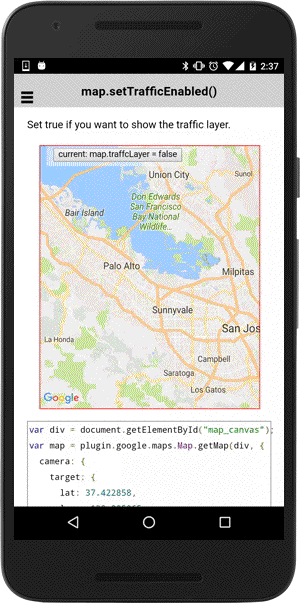 2:37
map.setTrafficEnabled()
Set true if you want to show the traffic layer.
current: map.traffcLayer = false
Union City
Sunol
Don Edwards
San Francisco
Bay National
Wildlife...
Bair Island
Palo Alto
Milpitas
Sunnyvale
San Jos
La Honda
Campbell
Saratoga
Los Gatos
Google
var div = document.getElementById("map_canvas");
var map = plugin.google.maps.Map.getMap(div, {
camera: {
target: {
lat: 37.422858,